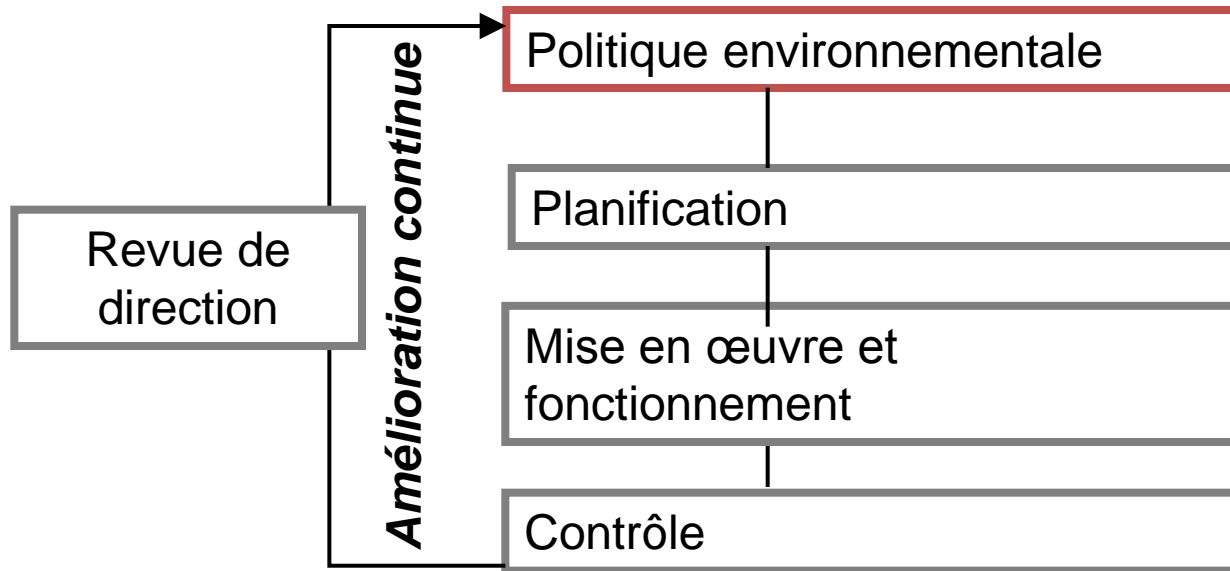 Politique environnementale
Planification
Mise en œuvre et
fonctionnement
Contrôle
Revue de
direction
Amélioration continue